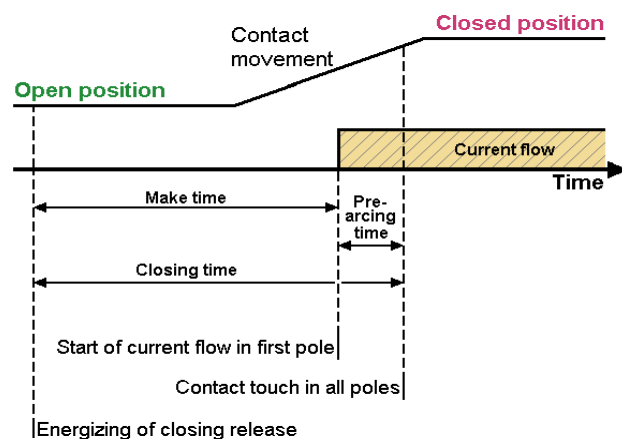 Closed position
Contact
movement
Open position
Current flow
Time
Make time
Pre-
arcing
time
Closing time
Start of current flow in first pole
Contact touch in all poles
Energizing of closing release